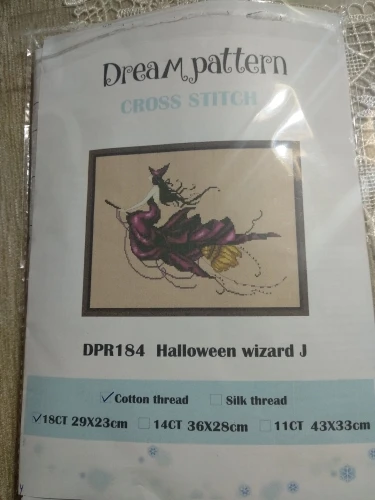 Dream pattern
CROSS STITCH
DPR184 Halloween wizard J
✓Cotton thread Silk thread
✓18CT 29X23cm 14CT 36X28cm 11CT 43X33cm